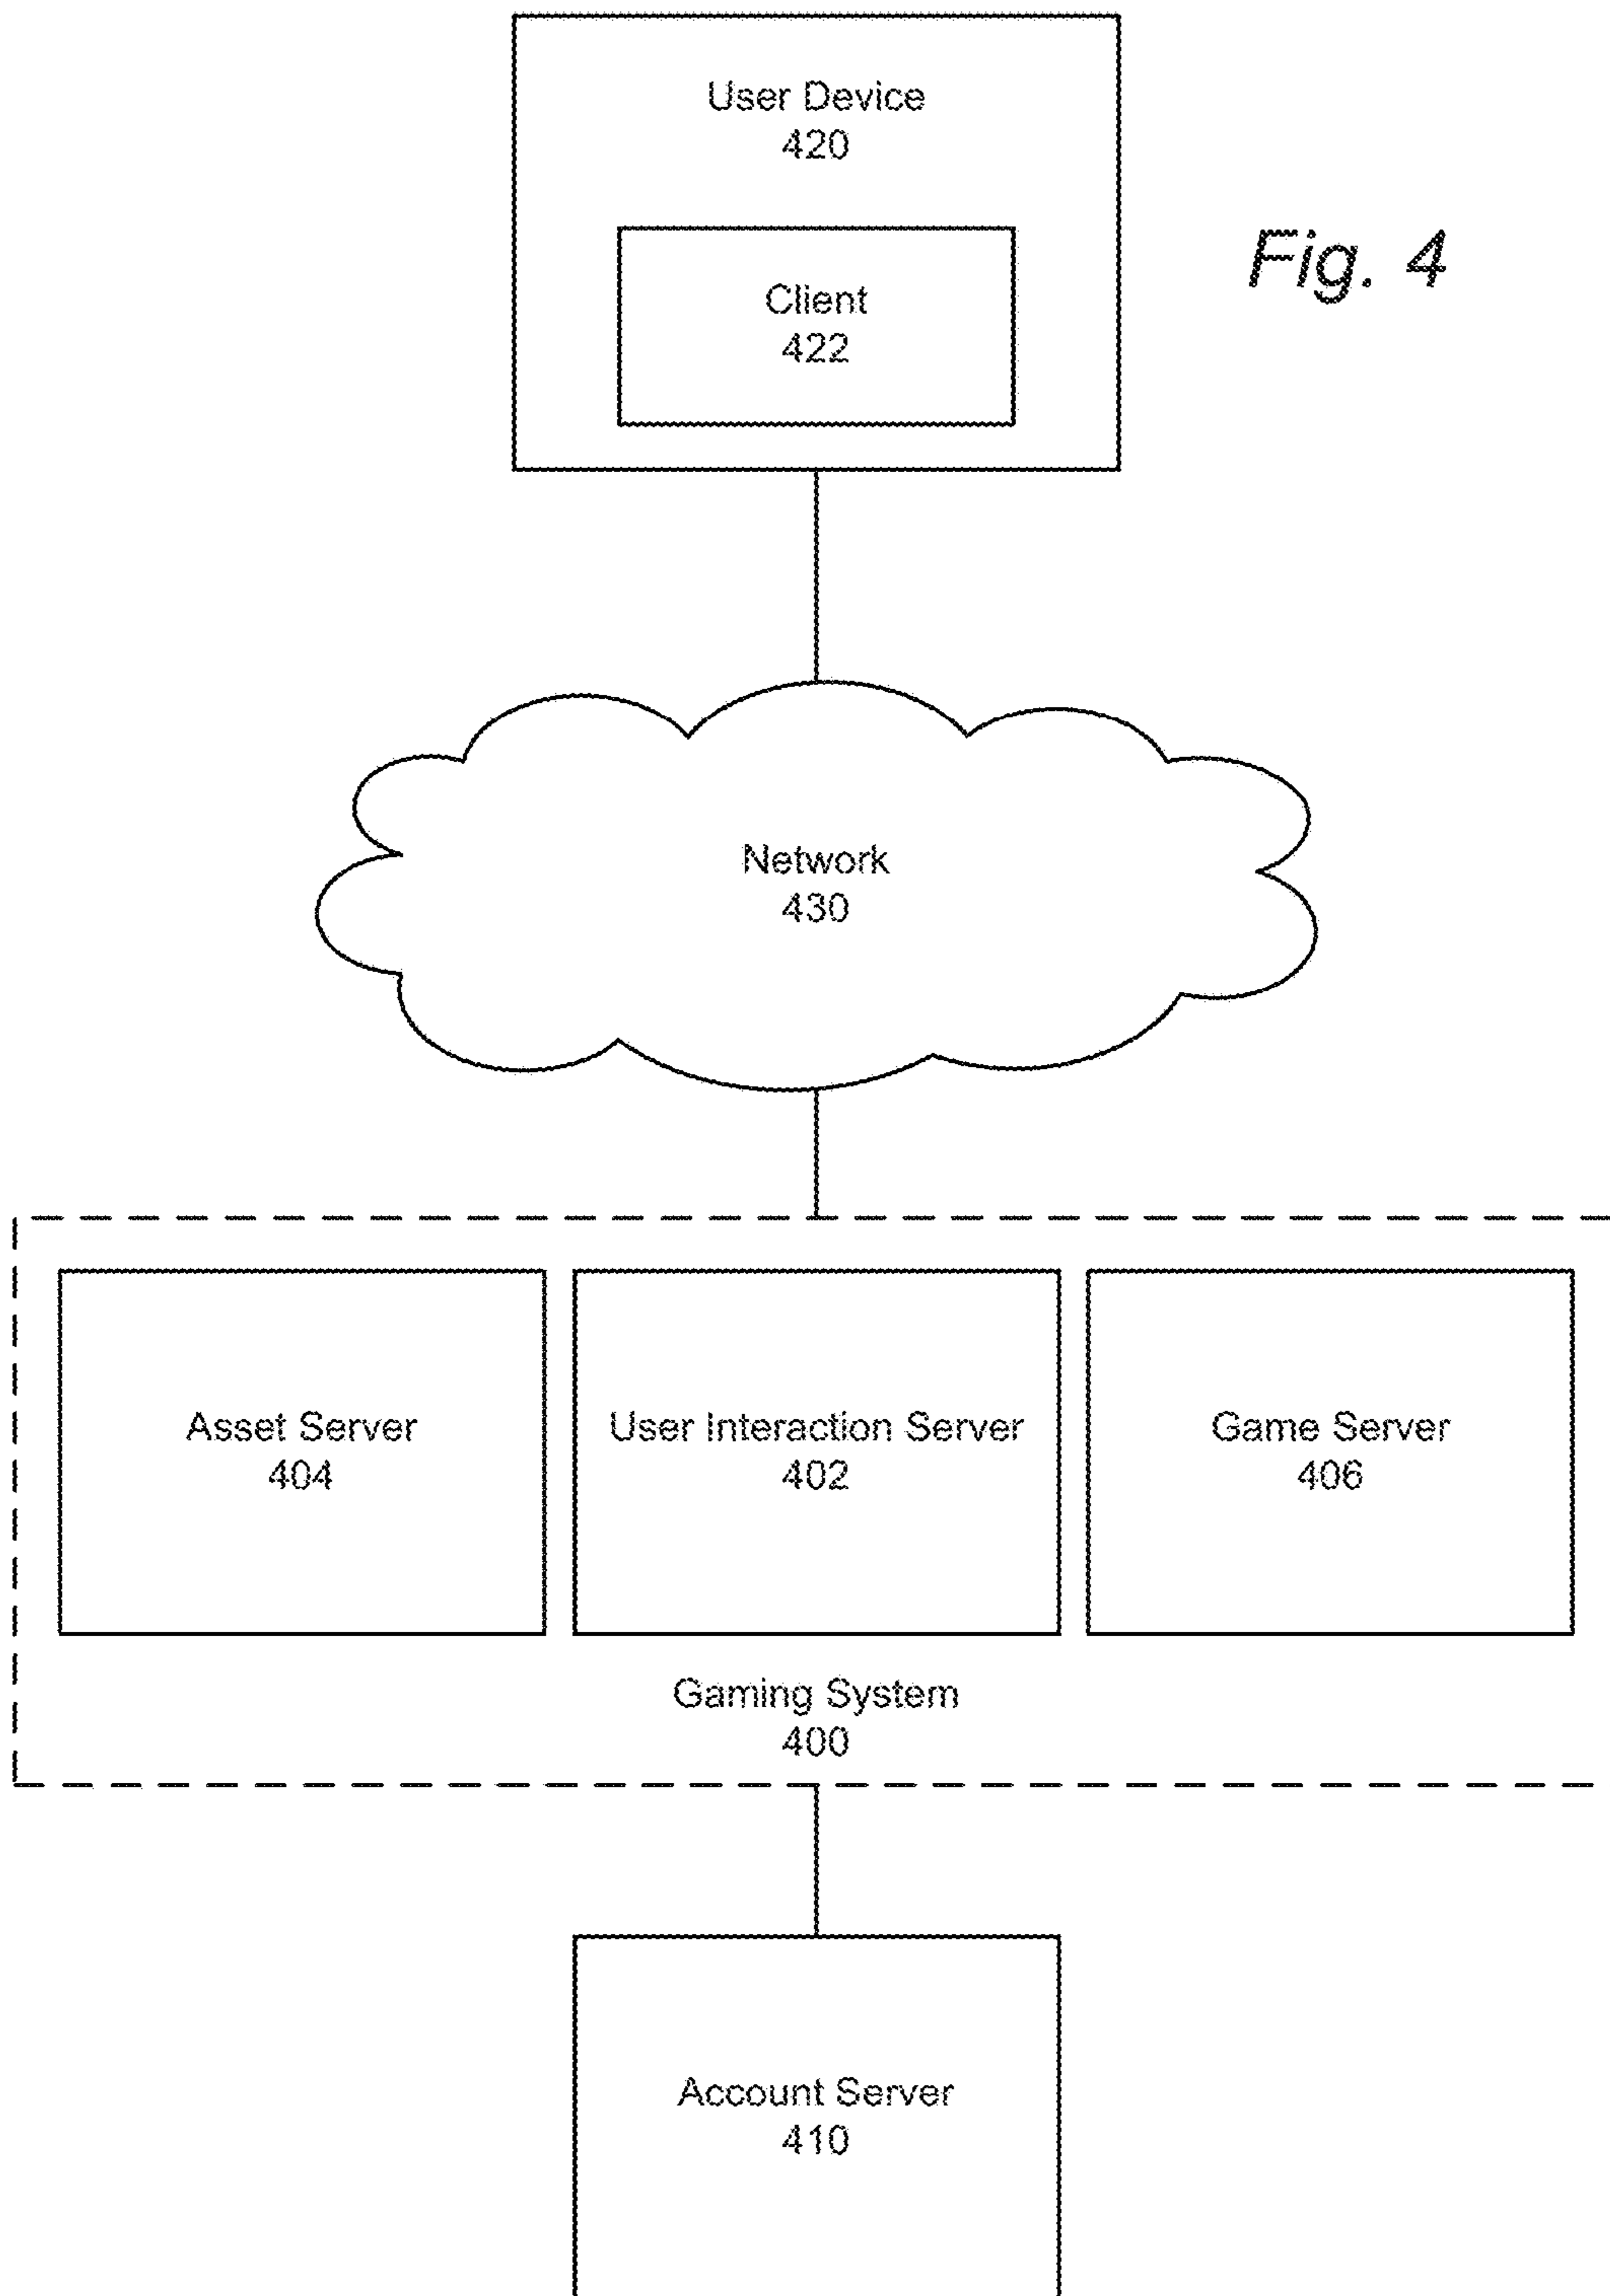 User Device
420
Fig. 4
Client
422
Network
430
Asset Server
404
User Interaction Server
402
Game Server
406
Gaming System
400
Account Server
410